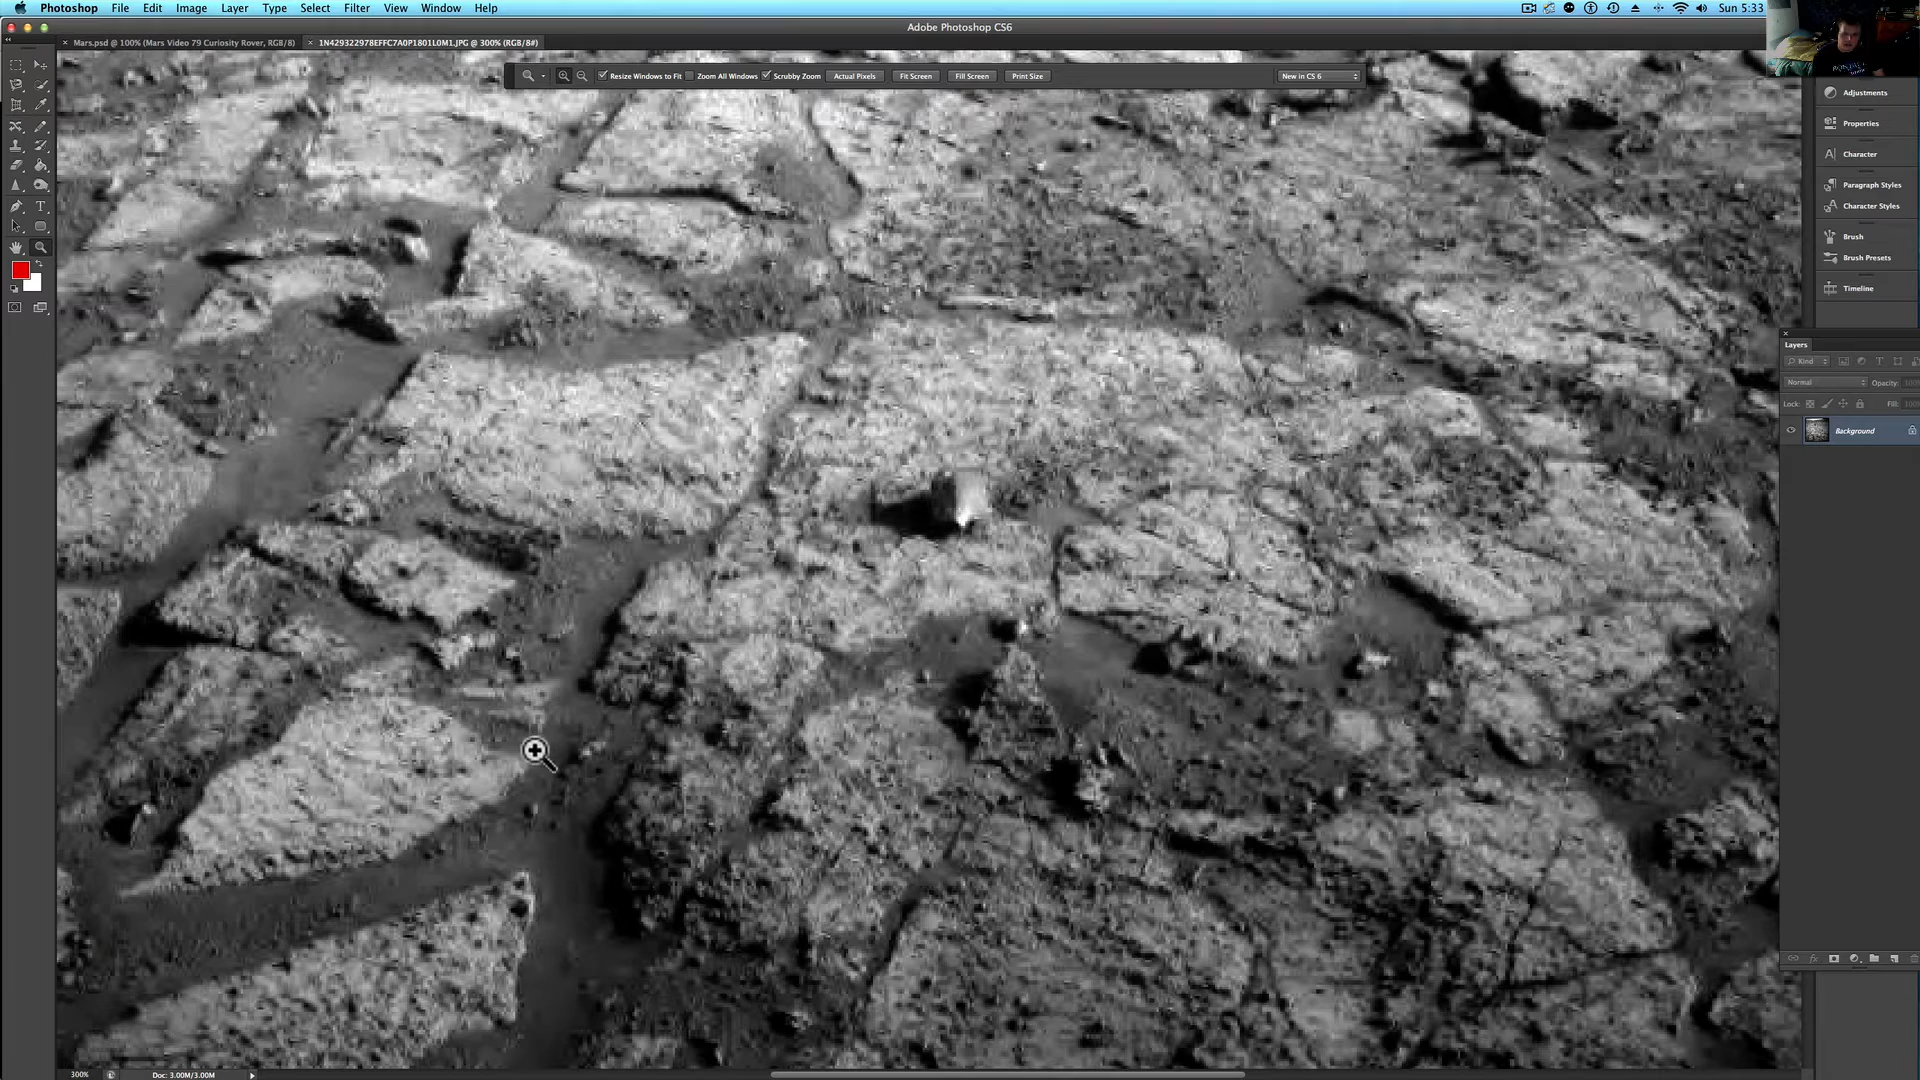 Photoshop File Edit Image Layer Type Select Filter View Window Help
Sun 5:33
Adobe Photoshop CS6
Mars.psd @ 100% (Mars Video 79 Curiosity Rover, RGB/8)
1N429322978EFFC7A0P1801L0M1.JPG @ 300% (RGB/8#)
Resize Windows to Fit Zoom All Windows Scrubby Zoom Actual Pixels Fit Screen Fill Screen Print Size New in CS 6
Adjustments
Properties
Character
Paragraph Styles
Character Styles
Brush
Brush Presets
Timeline
Layers
Kind
Normal Opacity:
Lock: Fill:
Background
300% Doc: 3.00M/3.00M